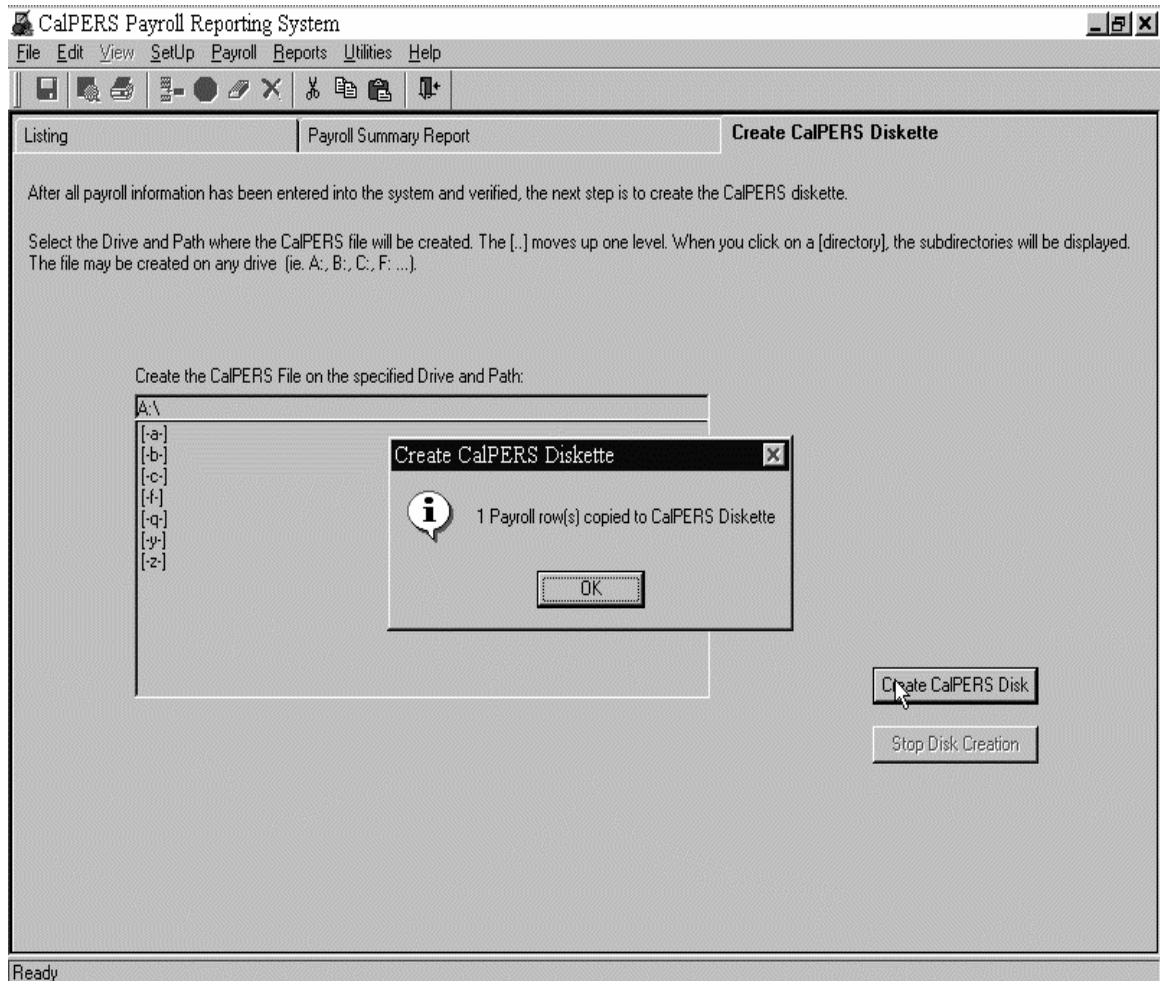 CalPERS Payroll Reporting System
File Edit View SetUp Payroll Reports Utilities Help
Listing
Payroll Summary Report
Create CalPERS Diskette
After all payroll information has been entered into the system and verified, the next step is to create the CalPERS diskette.
Select the Drive and Path where the CalPERS file will be created. The [..] moves up one level. When you click on a [directory], the subdirectories will be displayed.
The file may be created on any drive (ie. A:, B:, C:, F: ...).
Create the CalPERS File on the specified Drive and Path:
A:\
[-a-]
[-b-]
[-c-]
[-f-]
[-q-]
[-y-]
[-z-]
Create CalPERS Diskette
1 Payroll row(s) copied to CalPERS Diskette
OK
Create CalPERS Disk
Stop Disk Creation
Ready